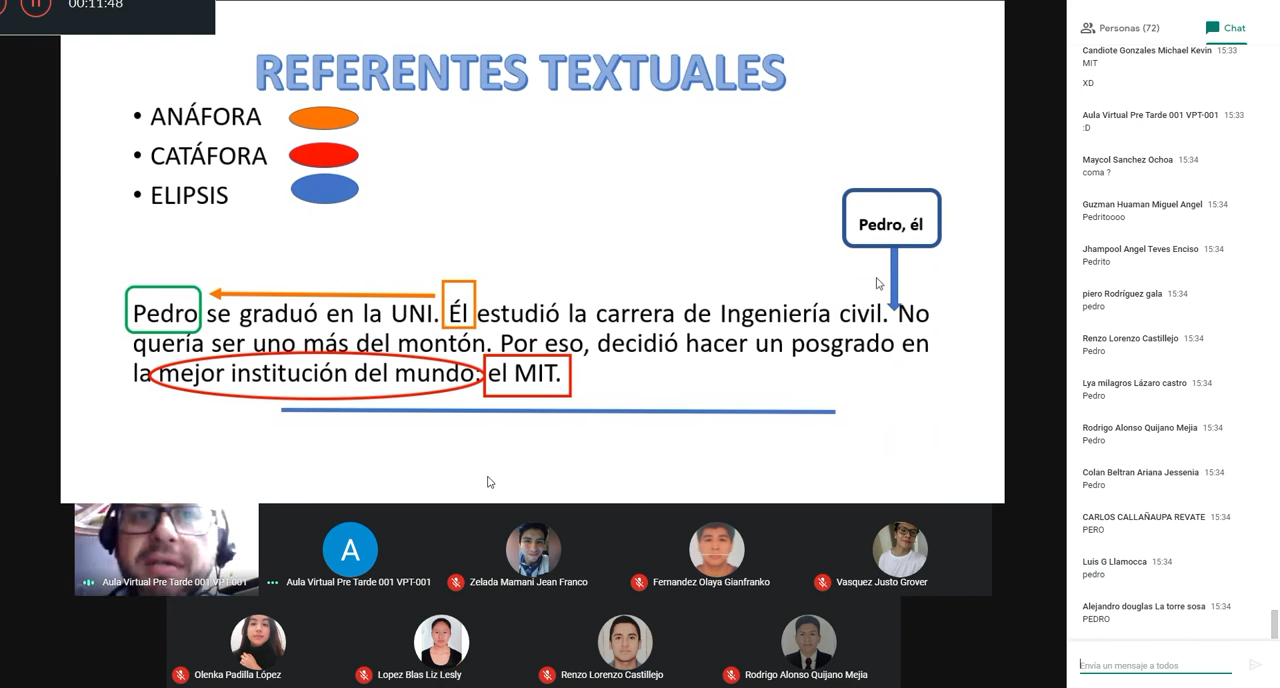 00:11:48
REFERENTES TEXTUALES
• ANÁFORA
• CATÁFORA
• ELIPSIS
Pedro, él
Pedro se graduó en la UNI. Él estudió la carrera de Ingeniería civil. No
quería ser uno más del montón. Por eso, decidió hacer un posgrado en
la mejor institución del mundo: el MIT.
Aula Virtual Pre Tarde 001 VPT-001
A
Aula Virtual Pre Tarde 001 VPT-001
Zelada Mamani Jean Franco
Fernandez Olaya Gianfranko
Vasquez Justo Grover
Olenka Padilla López
Lopez Blas Liz Lesly
Renzo Lorenzo Castillejo
Rodrigo Alonso Quijano Mejia
Personas (72)
Chat
Candiote Gonzales Michael Kevin 15:33
MIT
XD
Aula Virtual Pre Tarde 001 VPT-001 15:33
:D
Maycol Sanchez Ochoa 15:34
coma ?
Guzman Huaman Miguel Angel 15:34
Pedritoooo
Jhampool Angel Teves Enciso 15:34
Pedrito
piero Rodríguez gala 15:34
pedro
Renzo Lorenzo Castillejo 15:34
Pedro
Lya milagros Lázaro castro 15:34
Pedro
Rodrigo Alonso Quijano Mejia 15:34
Pedro
Colan Beltran Ariana Jessenia 15:34
Pedro
CARLOS CALLAÑAUPA REVATE 15:34
PERO
Luis G Llamocca 15:34
pedro
Alejandro douglas La torre sosa 15:34
PEDRO
Envía un mensaje a todos